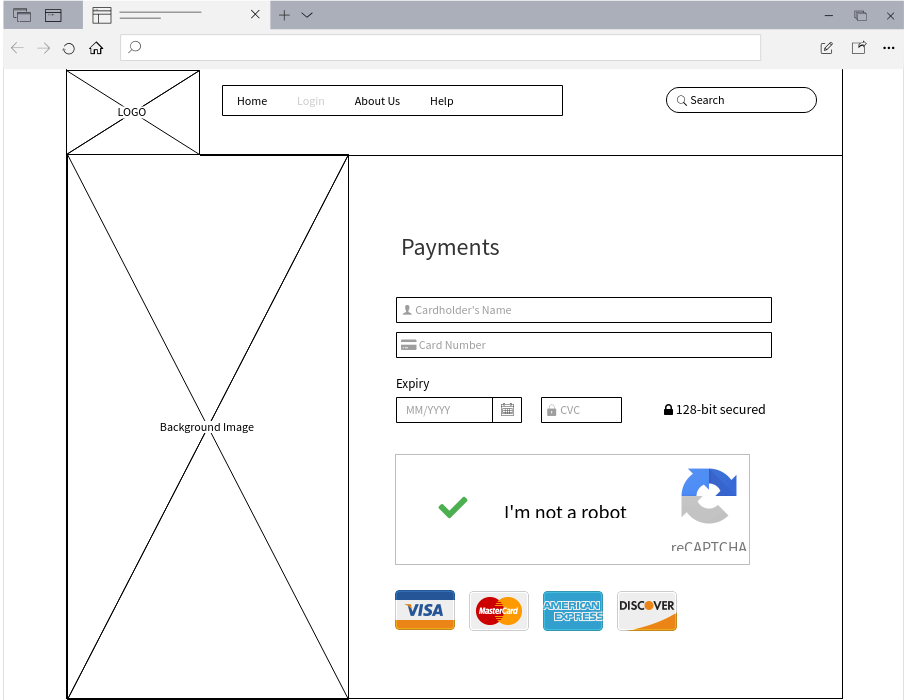 LOGO
Home Login About Us Help
Search
Payments
Cardholder's Name
Card Number
Expiry
MM/YYYY
CVC
128-bit secured
Background Image
I'm not a robot
reCAPTCHA
VISA
MasterCard
AMERICAN
EXPRESS
DISCOVER